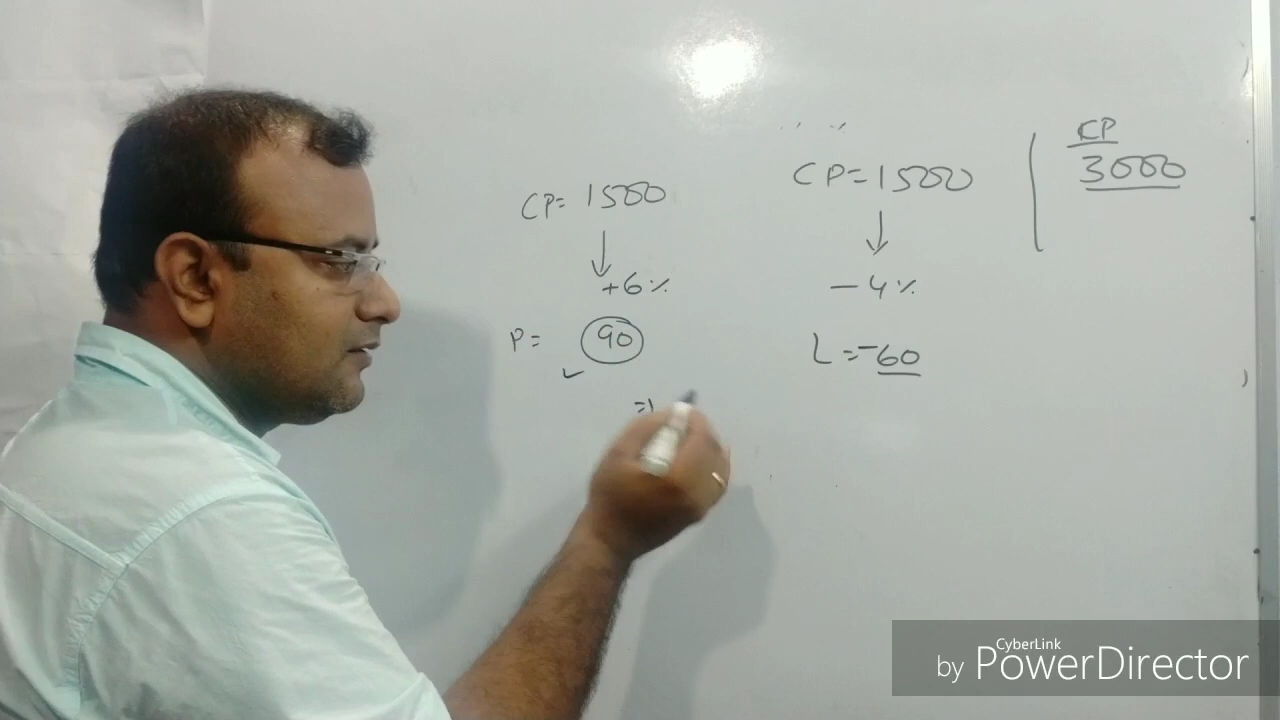 CP= 1500
+6%
P= 90
=)
CP=1500
-4%
L=-60
CP
3000
CyberLink
by PowerDirector